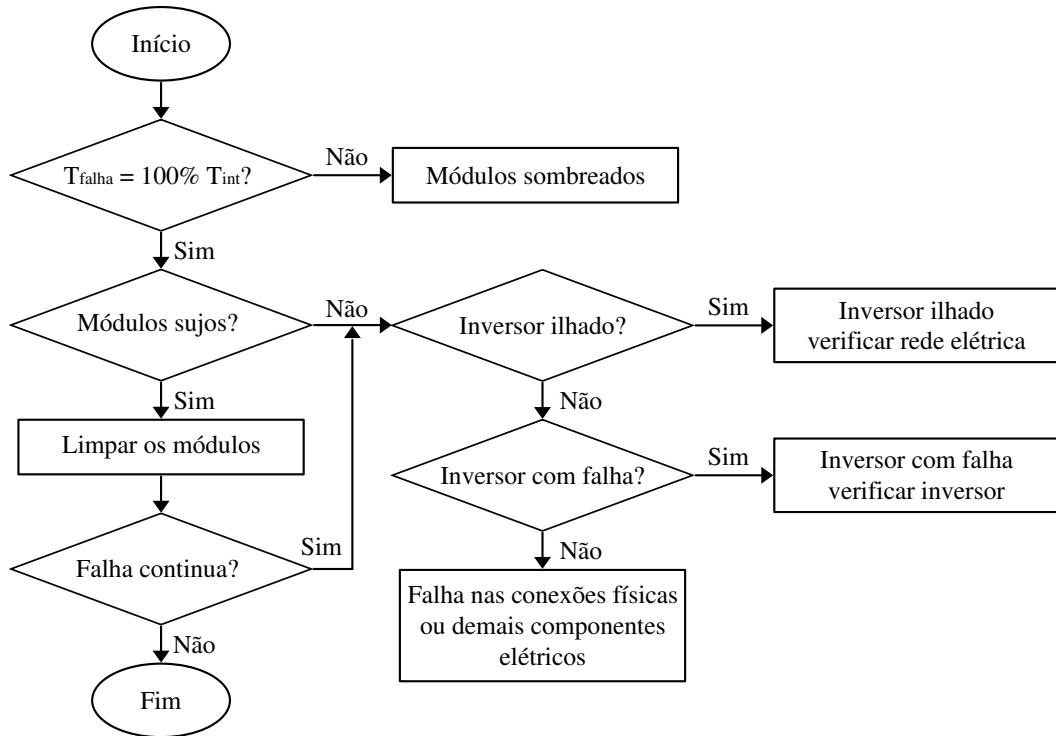 Início
Tfalha = 100% Tint?
Não
Módulos sombreados
Sim
Módulos sujos?
Não
Inversor ilhado?
Sim
Inversor ilhado
verificar rede elétrica
Sim
Não
Limpar os módulos
Inversor com falha?
Sim
Inversor com falha
verificar inversor
Falha continua?
Sim
Não
Falha nas conexões físicas
ou demais componentes
elétricos
Não
Fim